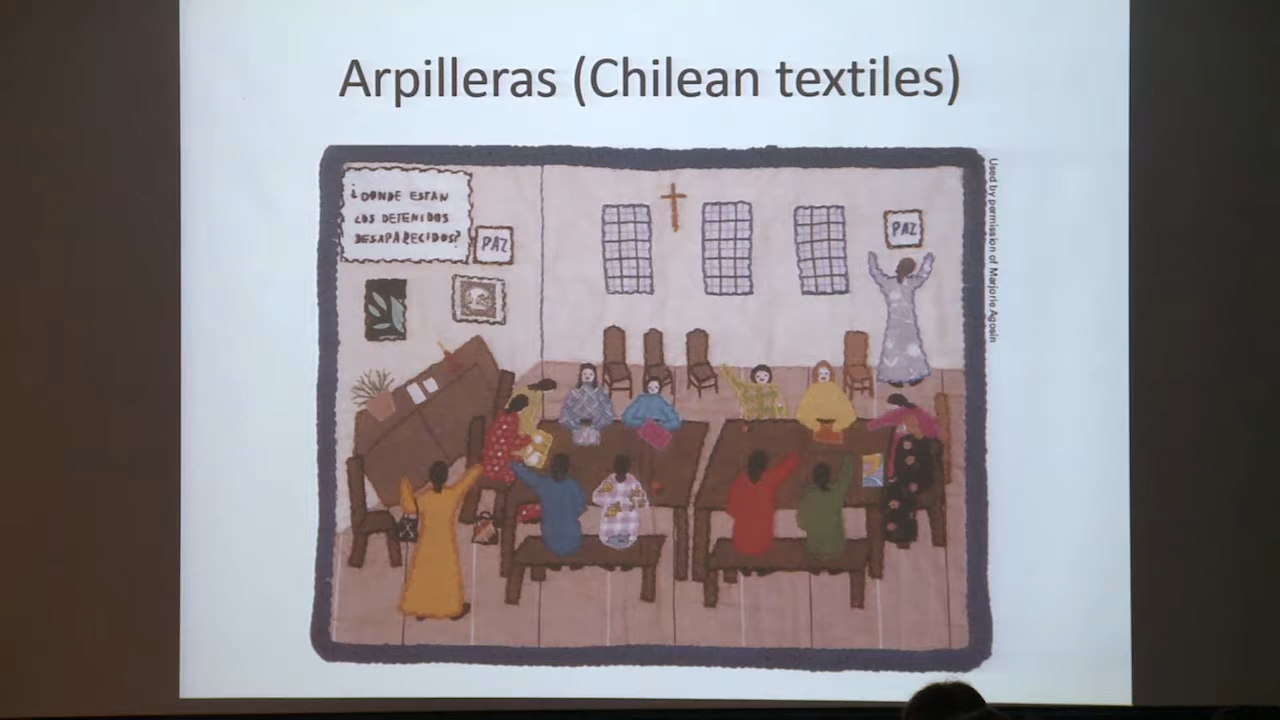 Arpilleras (Chilean textiles)
¿DONDE ESTAN
LOS DETENIDOS
DESAPARECIDOS?
PAZ
PAZ
Used by permission of Marjorie Agosin